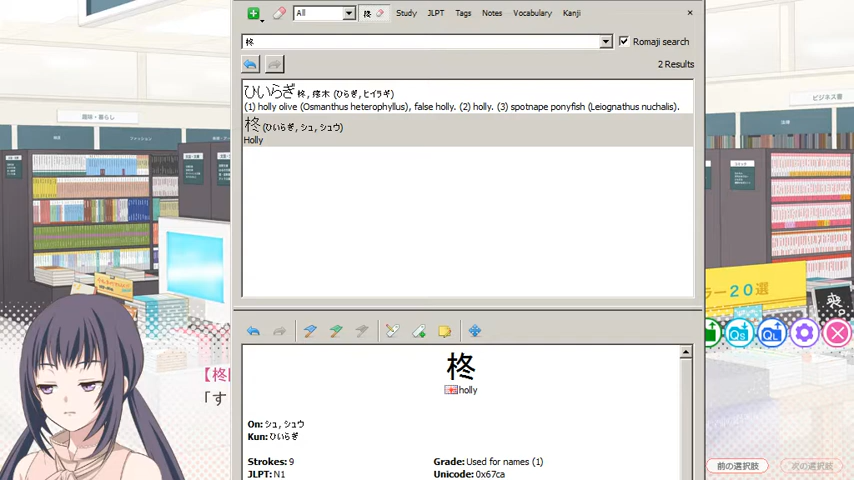 All
柊
Study
JLPT
Tags
Notes
Vocabulary
Kanji
柊
Romaji search
2 Results
ひいらぎ 柊, 疼木 (ひらぎ, ヒイラギ)
(1) holly olive (Osmanthus heterophyllus), false holly. (2) holly. (3) spotnape ponyfish (Leiognathus nuchalis).
柊 (ひいらぎ, シュ, シュウ)
Holly
柊
holly
On: シュ, シュウ
Kun: ひいらぎ
Strokes: 9
Grade: Used for names (1)
JLPT: N1
Unicode: 0x67ca
趣味・暮らし
ビジネス書
ラー20選
QS
QL
【柊
「す
前の選択肢
次の選択肢